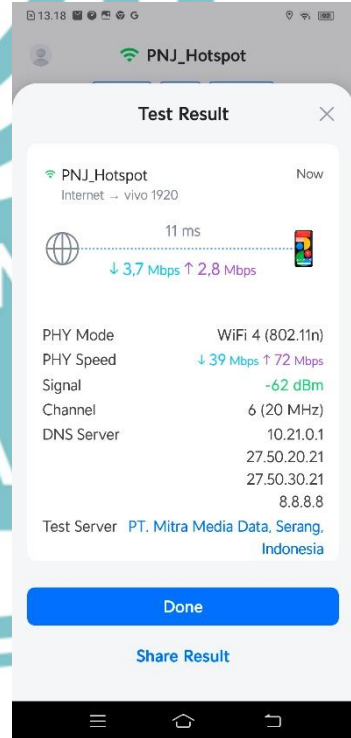 13.18
PNJ_Hotspot
Test Result
PNJ_Hotspot Now
Internet → vivo 1920
11 ms
↓ 3,7 Mbps ↑ 2,8 Mbps
PHY Mode WiFi 4 (802.11n)
PHY Speed ↓ 39 Mbps ↑ 72 Mbps
Signal -62 dBm
Channel 6 (20 MHz)
DNS Server 10.21.0.1
27.50.20.21
27.50.30.21
8.8.8.8
Test Server PT. Mitra Media Data, Serang,
Indonesia
Done
Share Result